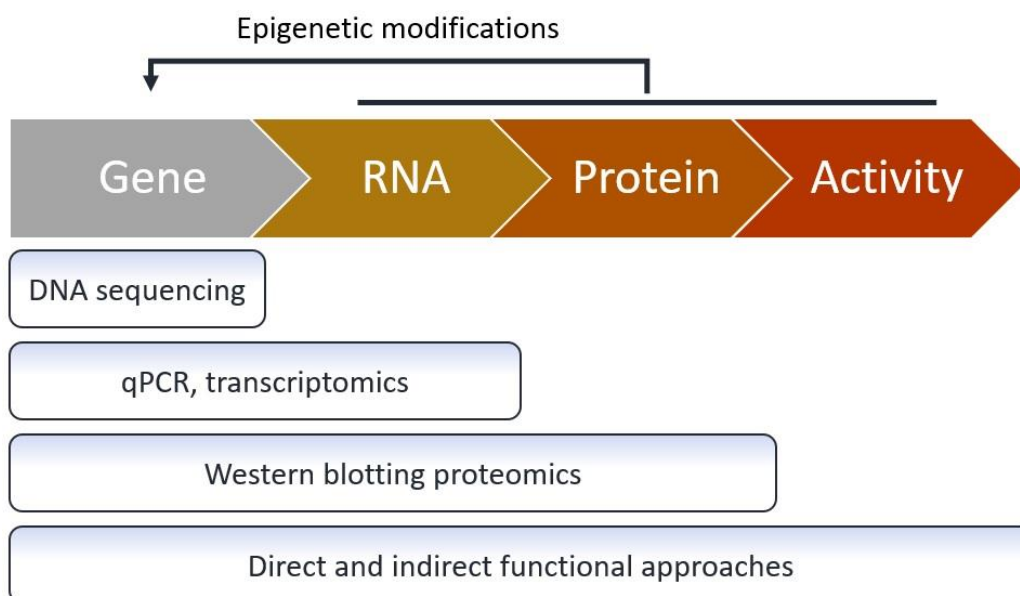 Epigenetic modifications
Gene RNA Protein Activity
DNA sequencing
qPCR, transcriptomics
Western blotting proteomics
Direct and indirect functional approaches